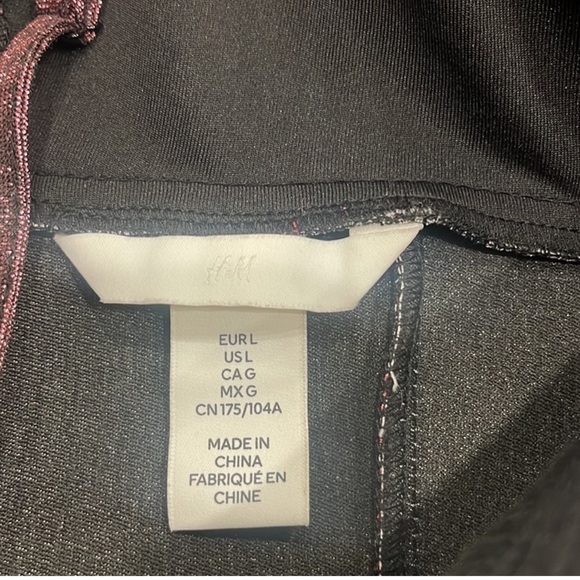 H&M
EUR L
US L
CA G
MX G
CN 175/104A
MADE IN
CHINA
FABRIQUÉ EN
CHINE